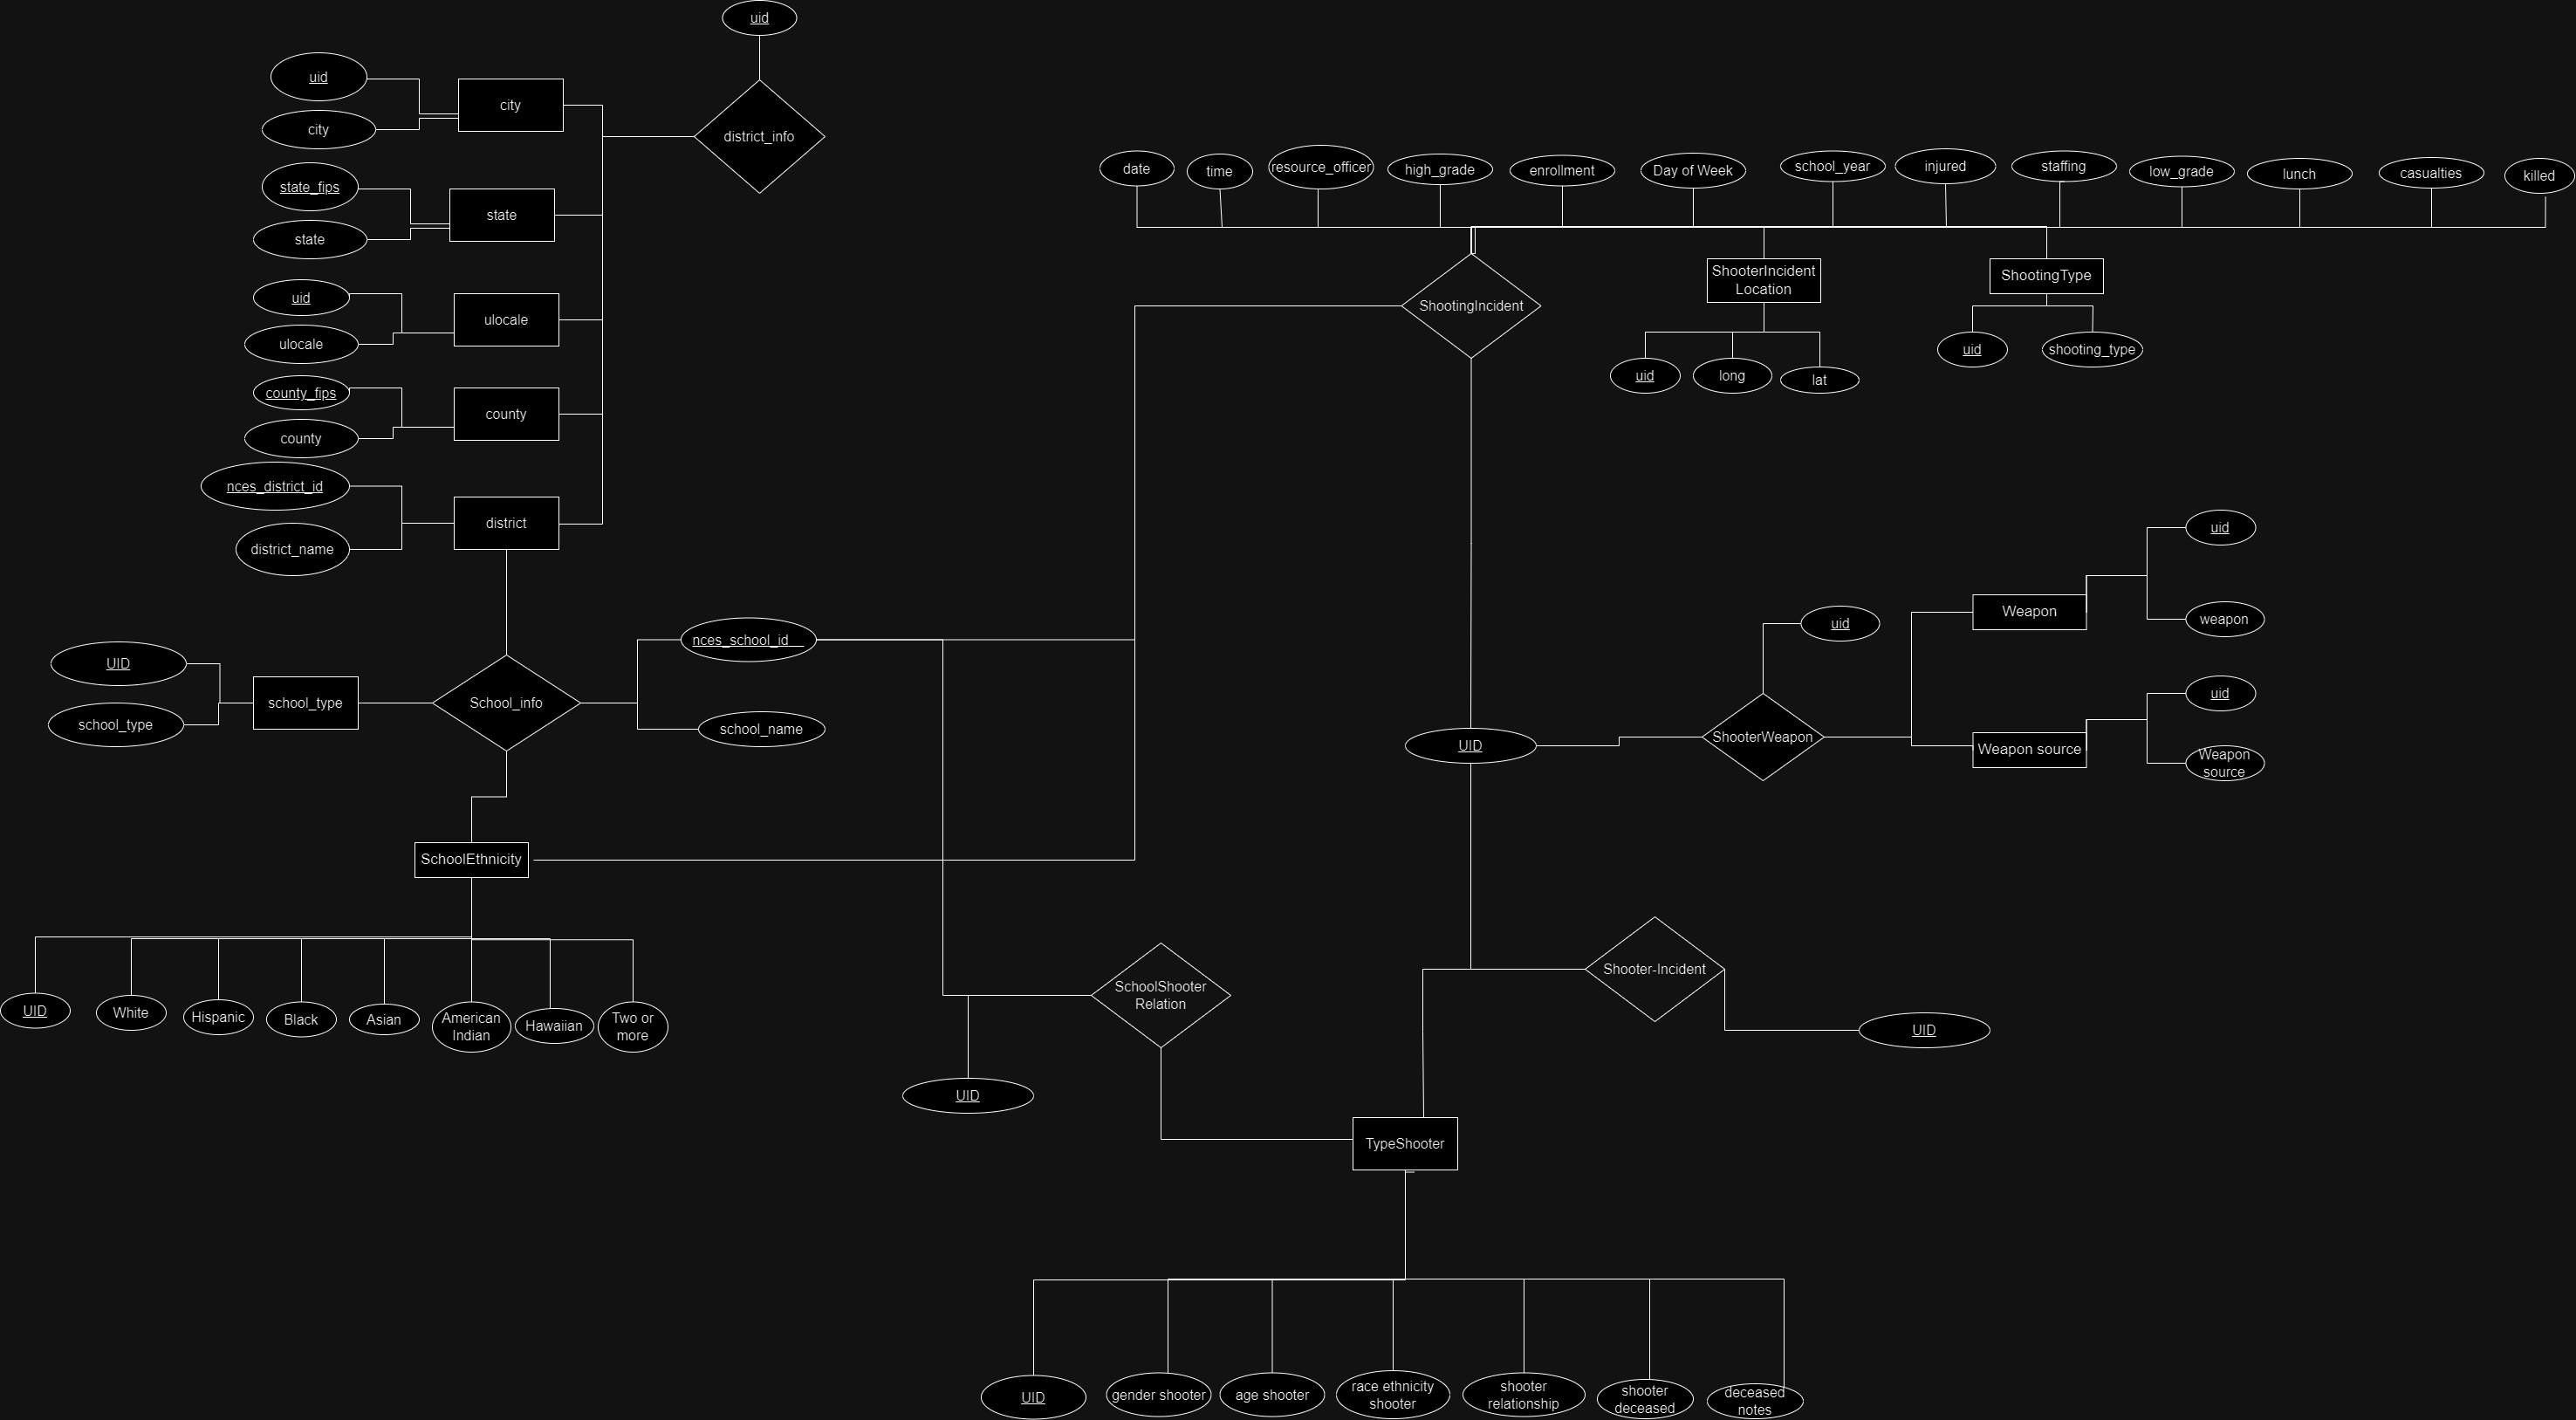 uid
uid
city
city
district_info
state_fips
state
state
uid
ulocale
ulocale
county_fips
county
county
nces_district_id
district
district_name
date
time
resource_officer
high_grade
enrollment
Day of Week
school_year
injured
staffing
low_grade
lunch
casualties
killed
ShootingIncident
ShooterIncident
Location
ShootingType
uid
long
lat
uid
shooting_type
UID
school_type
school_type
School_info
nces_school_id__
school_name
SchoolEthnicity
UID
White
Hispanic
Black
Asian
American
Indian
Hawaiian
Two or
more
uid
UID
ShooterWeapon
Weapon
uid
weapon
Weapon source
uid
Weapon
source
SchoolShooter
Relation
UID
Shooter-Incident
UID
TypeShooter
UID
gender shooter
age shooter
race ethnicity
shooter
shooter
relationship
shooter
deceased
deceased
notes